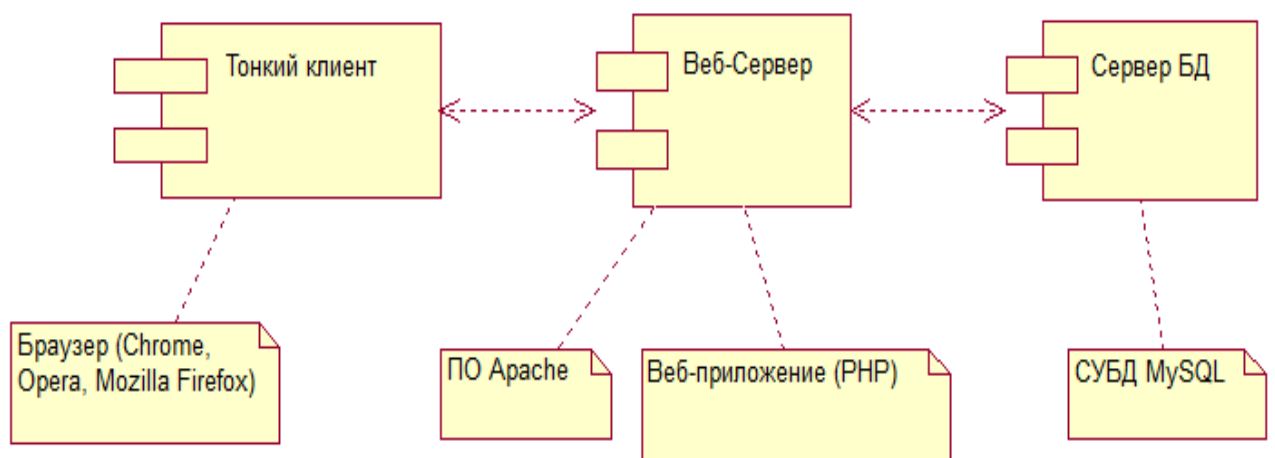 Тонкий клиент
Веб-Сервер
Сервер БД
Браузер (Chrome,
Opera, Mozilla Firefox)
ПО Apache
Веб-приложение (PHP)
СУБД MySQL